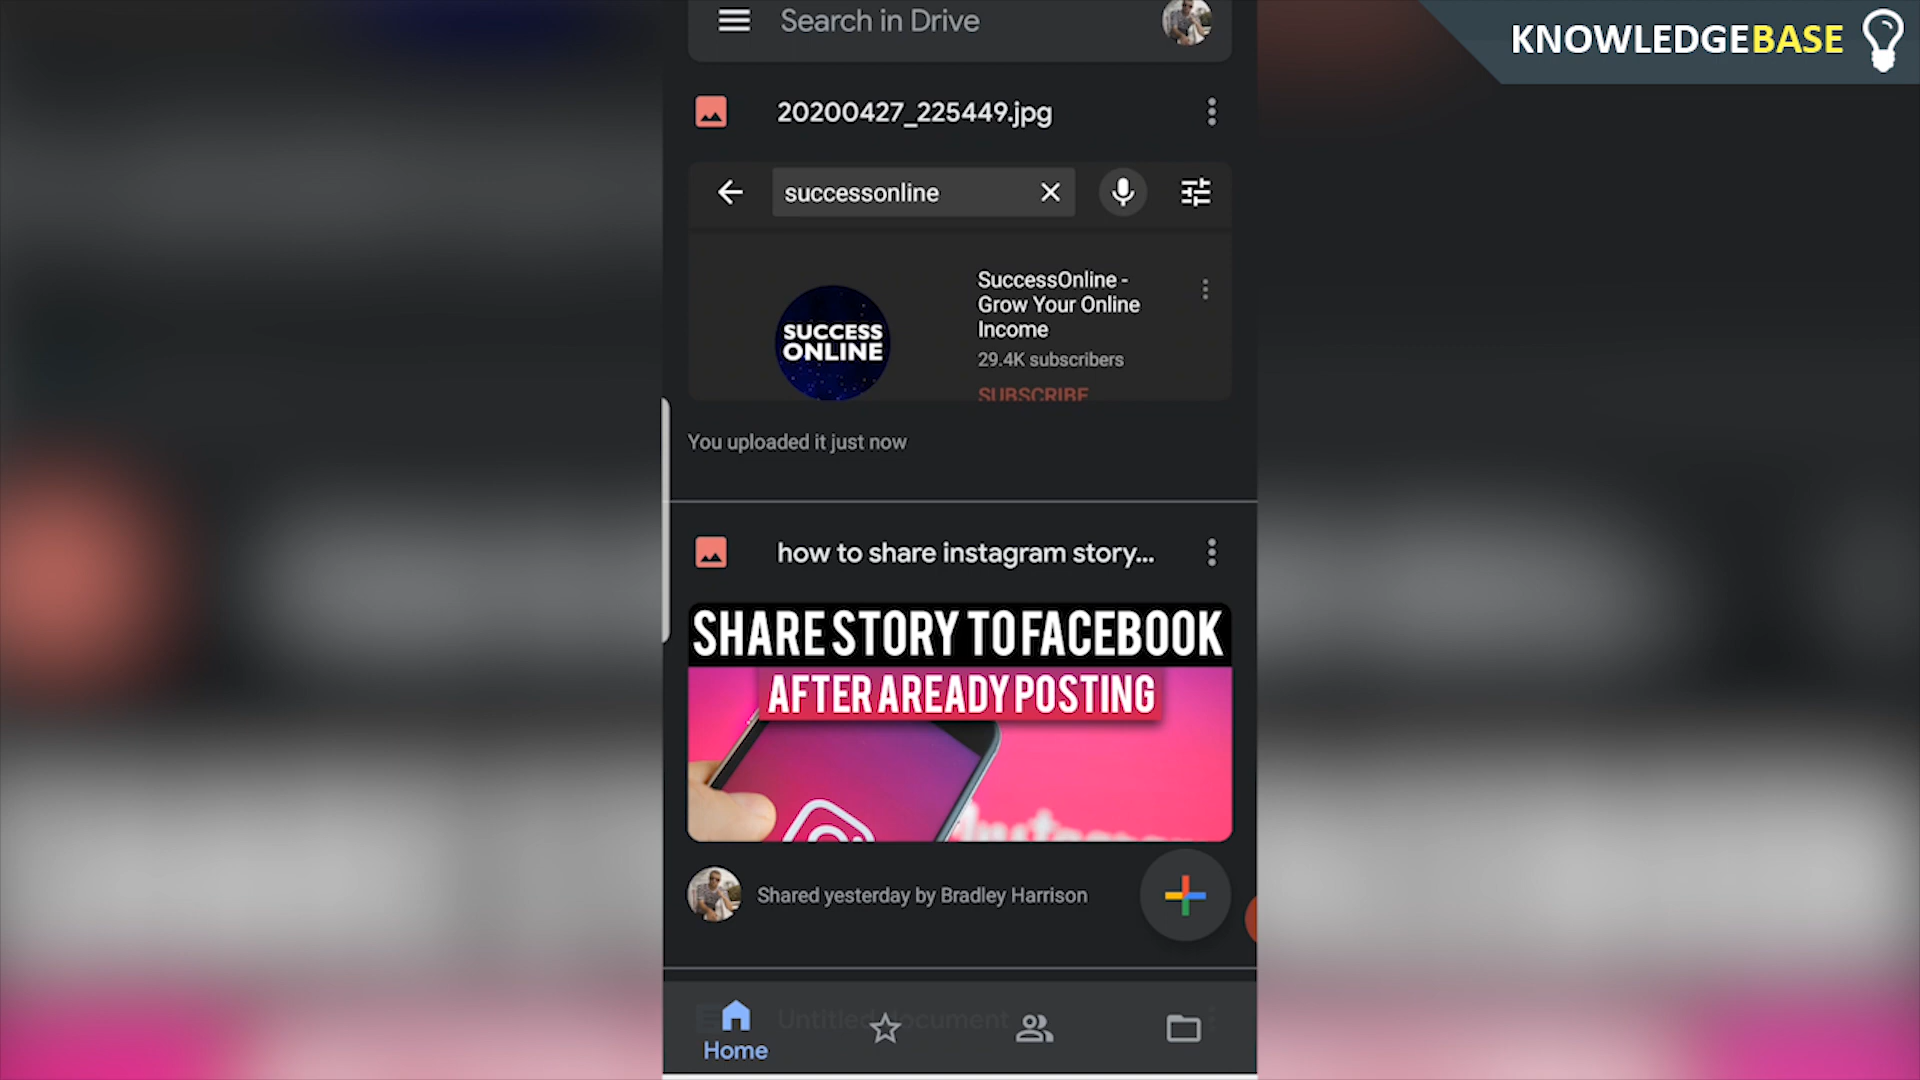 KNOWLEDGEBASE
Search in Drive
20200427_225449.jpg
successonline
SuccessOnline -
Grow Your Online
Income
29.4K subscribers
SUBSCRIBE
SUCCESS
ONLINE
You uploaded it just now
how to share instagram story...
SHARE STORY TO FACEBOOK
AFTER AREADY POSTING
Shared yesterday by Bradley Harrison
Untitled document
Home